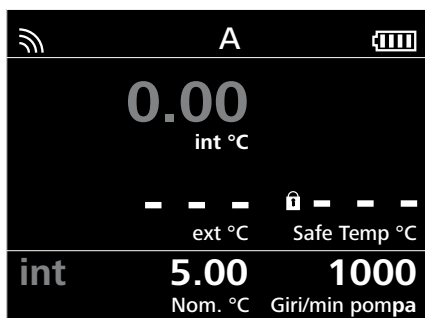 A
0.00
int °C
- - - - - -
ext °C Safe Temp °C
int 5.00 1000
Nom. °C Giri/min pompa